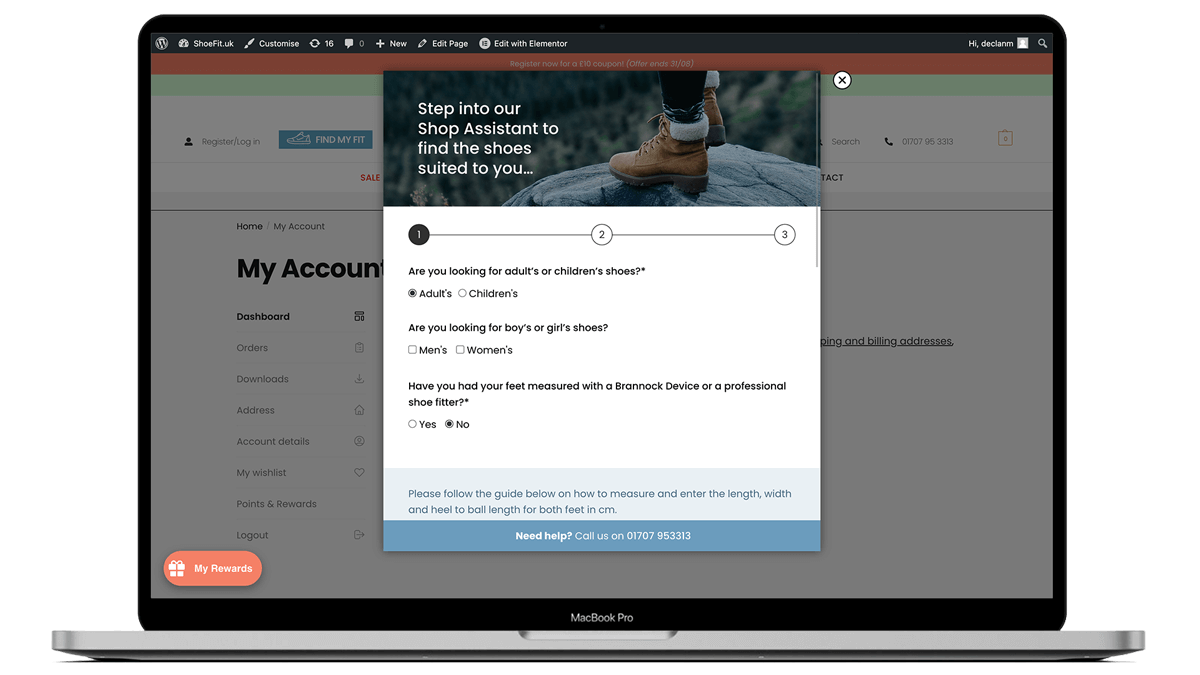 ShoeFit.uk Customise 16 0 New Edit Page Edit with Elementor Hi, declanm
Register now for a £10 coupon (Offer ends 31/08)
Step into our
Shop Assistant to
find the shoes
suited to you...
Register/Log in FIND MY FIT Search 01707 95 3313 0
SALE TACT
1 2 3
Home / My Account
My Account
Dashboard
Orders
Downloads
Address
Account details
My wishlist
Points & Rewards
Logout
My Rewards
Are you looking for adult's or children's shoes?*
Adult's Children's
Are you looking for boy's or girl's shoes?
Men's Women's
ping and billing addresses,
Have you had your feet measured with a Brannock Device or a professional
shoe fitter?*
Yes No
Please follow the guide below on how to measure and enter the length, width
and heel to ball length for both feet in cm.
Need help? Call us on 01707 953313
MacBook Pro